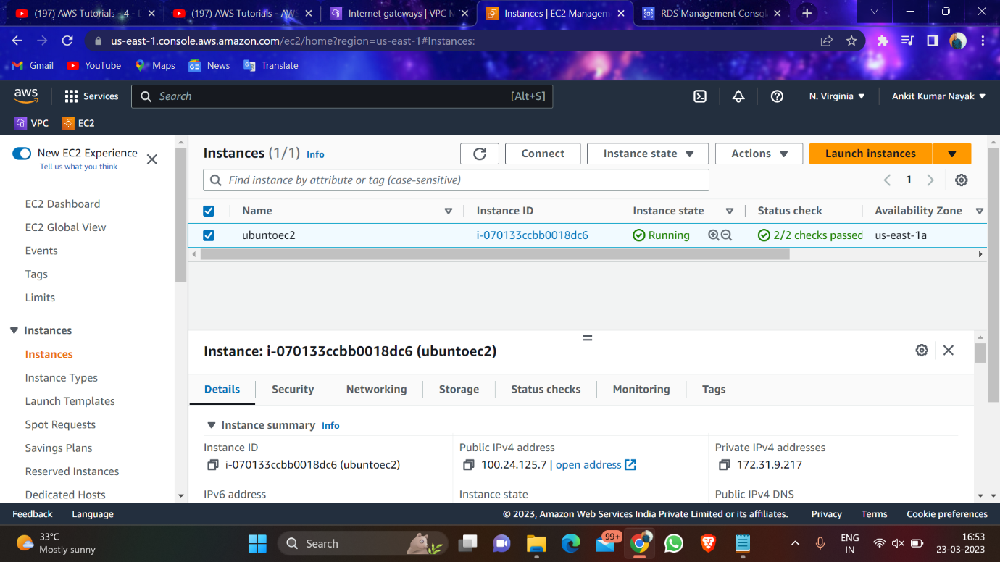 (197) AWS Tutorials - 4 -
(197) AWS Tutorials - AW
Internet gateways | VPC
Instances | EC2 Managem
RDS Management Conso
us-east-1.console.aws.amazon.com/ec2/home?region=us-east-1#Instances:
Gmail YouTube Maps News Translate
aws Services Search [Alt+S] N. Virginia Ankit Kumar Nayak
VPC EC2
New EC2 Experience
Tell us what you think
EC2 Dashboard
EC2 Global View
Events
Tags
Limits
Instances
Instances
Instance Types
Launch Templates
Spot Requests
Savings Plans
Reserved Instances
Dedicated Hosts
Instances (1/1) Info Connect Instance state Actions Launch instances
Find instance by attribute or tag (case-sensitive) 1
Name Instance ID Instance state Status check Availability Zone
ubuntoec2 i-070133ccbb0018dc6 Running 2/2 checks passed us-east-1a
Instance: i-070133ccbb0018dc6 (ubuntoec2)
Details Security Networking Storage Status checks Monitoring Tags
Instance summary Info
Instance ID Public IPv4 address Private IPv4 addresses
i-070133ccbb0018dc6 (ubuntoec2) 100.24.125.7 | open address 172.31.9.217
IPv6 address Instance state Public IPv4 DNS
Feedback Language © 2023, Amazon Web Services India Private Limited or its affiliates. Privacy Terms Cookie preferences
33°C
Mostly sunny
Search
99+
ENG
IN
16:53
23-03-2023